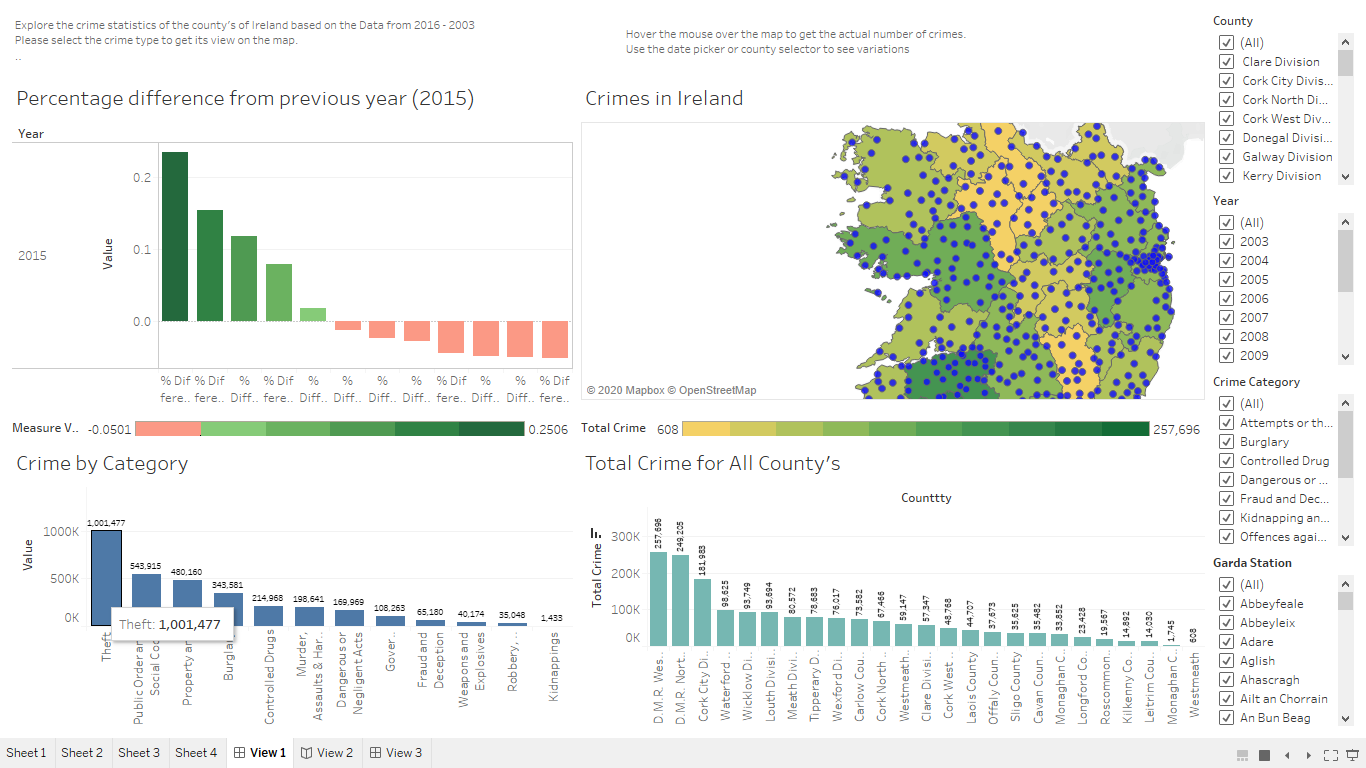 Explore the crime statistics of the county's of Ireland based on the Data from 2016 - 2003
Please select the crime type to get its view on the map.
..
Hover the mouse over the map to get the actual number of crimes.
Use the date picker or county selector to see variations
Percentage difference from previous year (2015)
Year
2015
Value
0.2
0.1
0.0
% Dif fere..
% Dif fere..
% Diff..
% Dif fere..
% Diff..
% Diff..
% Diff..
% Diff..
% Dif fere..
% Diff..
% Diff..
% Dif fere..
Measure V..
-0.0501
0.2506
Crimes in Ireland
© 2020 Mapbox © OpenStreetMap
Total Crime
608
257,696
Crime by Category
Value
1000K
500K
0K
1,001,477
543,915
480,160
343,581
214,968
198,641
169,969
108,263
65,180
40,174
35,048
1,433
Theft: 1,001,477
Theft
Public Order an
Social Co
Property an
Burgla
Controlled Drugs
Murder,
Assaults & Har..
Dangerous or
Negligent Acts
Gover..
Fraud and
Deception
Weapons and
Explosives
Robbery, ..
Kidnappings
Total Crime for All County's
Counttty
Total Crime
300K
200K
100K
0K
257,696
249,205
181,983
98,625
93,749
93,694
80,572
78,683
76,017
73,582
67,466
59,147
57,347
48,768
44,707
37,673
35,625
35,482
33,852
23,428
19,567
14,892
14,030
1,745
608
D.M.R. Wes..
D.M.R. Nort..
Cork City Di..
Waterford ..
Wicklow Di..
Louth Divisi..
Meath Divi..
Tipperary D..
Wexford Di..
Carlow Co..
Cork North ..
Westmeath..
Clare Divisi..
Cork West ..
Laois County
Offaly Coun..
Sligo County
Cavan Coun..
Monaghan C..
Longford Co..
Roscommon..
Kilkenny Co..
Leitrm Cou..
Monaghan C..
Westmeath
County
(All)
Clare Division
Cork City Divis...
Cork North Di...
Cork West Div...
Donegal Divisi...
Galway Division
Kerry Division
Year
(All)
2003
2004
2005
2006
2007
2008
2009
Crime Category
(All)
Attempts or th...
Burglary
Controlled Drug
Dangerous or ...
Fraud and Dec...
Kidnapping an...
Offences agai...
Garda Station
(All)
Abbeyfeale
Abbeyleix
Adare
Aglish
Ahascragh
Ailt an Chorrain
An Bun Beag
Sheet 1
Sheet 2
Sheet 3
Sheet 4
View 1
View 2
View 3